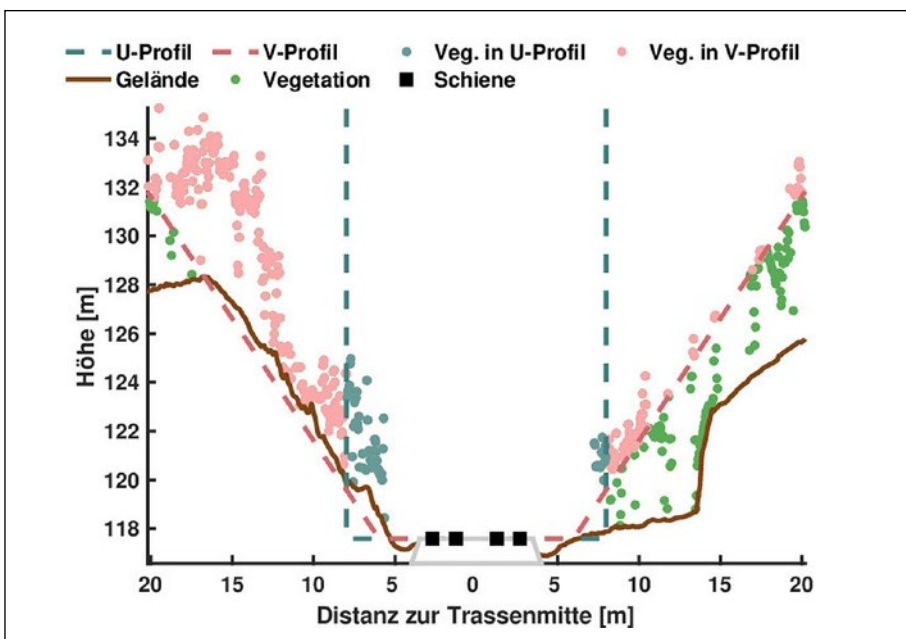 U-Profil V-Profil Veg. in U-Profil Veg. in V-Profil
Gelände Vegetation Schiene
134
132
130
128
126
124
122
120
118
Höhe [m]
20 15 10 5 0 5 10 15 20
Distanz zur Trassenmitte [m]